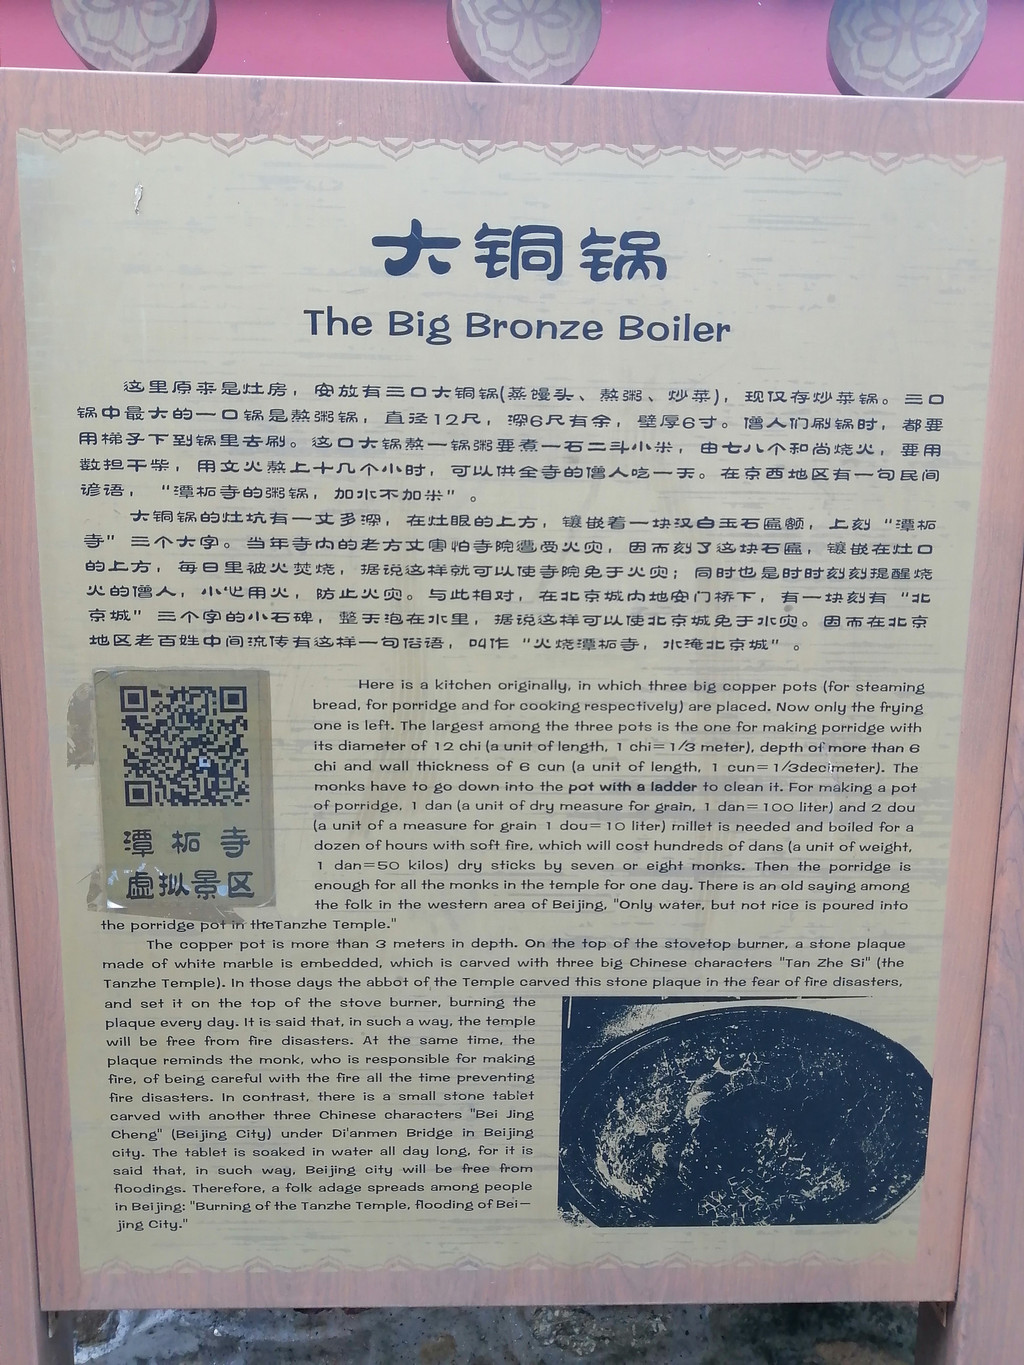 大铜锅
The Big Bronze Boiler
这里原来是灶房，安放有三口大铜锅(蒸馒头、熬粥、炒菜)，现仅存炒菜锅。三口
锅中最大的一口锅是熬粥锅，直径12尺，深6尺有余，壁厚6寸。僧人们刷锅时，都要
用梯子下到锅里去刷。这口大锅熬一锅粥要煮一石二斗小米，由七八个和尚烧火，要用
数担干柴，用文火熬上十几个小时，可以供全寺的僧人吃一天。在京西地区有一句民间
谚语，“潭柘寺的粥锅，加水不加米”。
大铜锅的灶坑有一丈多深，在灶眼的上方，镶嵌着一块汉白玉石匾额，上刻“潭柘
寺”三个大字。当年寺内的老方丈害怕寺院遭受火灾，因而刻了这块石匾，镶嵌在灶口
的上方，每日里被火焚烧，据说这样就可以使寺院免于火灾；同时也是时时刻刻提醒烧
火的僧人，小心用火，防止火灾。与此相对，在北京城内地安门桥下，有一块刻有“北
京城”三个字的小石碑，整天泡在水里，据说这样可以使北京城免于水灾。因而在北京
地区老百姓中间流传有这样一句俗语，叫作“火烧潭柘寺，水淹北京城”。
Here is a kitchen originally, in which three big copper pots (for steaming
bread, for porridge and for cooking respectively) are placed. Now only the frying
one is left. The largest among the three pots is the one for making porridge with
its diameter of 12 chi (a unit of length, 1 chi=1/3 meter), depth of more than 6
chi and wall thickness of 6 cun (a unit of length, 1 cun=1/3decimeter). The
monks have to go down into the pot with a ladder to clean it. For making a pot
of porridge, 1 dan (a unit of dry measure for grain, 1 dan=100 liter) and 2 dou
(a unit of a measure for grain 1 dou=10 liter) millet is needed and boiled for a
dozen of hours with soft fire, which will cost hundreds of dans (a unit of weight,
1 dan=50 kilos) dry sticks by seven or eight monks. Then the porridge is
enough for all the monks in the temple for one day. There is an old saying among
the folk in the western area of Beijing, "Only water, but not rice is poured into
the porridge pot in theTanzhe Temple."
潭柘寺
虚拟景区
The copper pot is more than 3 meters in depth. On the top of the stovetop burner, a stone plaque
made of white marble is embedded, which is carved with three big Chinese characters "Tan Zhe Si" (the
Tanzhe Temple). In those days the abbot of the Temple carved this stone plaque in the fear of fire disasters,
and set it on the top of the stove burner, burning the
plaque every day. It is said that, in such a way, the temple
will be free from fire disasters. At the same time, the
plaque reminds the monk, who is responsible for making
fire, of being careful with the fire all the time preventing
fire disasters. In contrast, there is a small stone tablet
carved with another three Chinese characters "Bei Jing
Cheng" (Beijing City) under Di'anmen Bridge in Beijing
city. The tablet is soaked in water all day long, for it is
said that, in such way, Beijing city will be free from
floodings. Therefore, a folk adage spreads among people
in Beijing: "Burning of the Tanzhe Temple, flooding of Bei-
jing City."